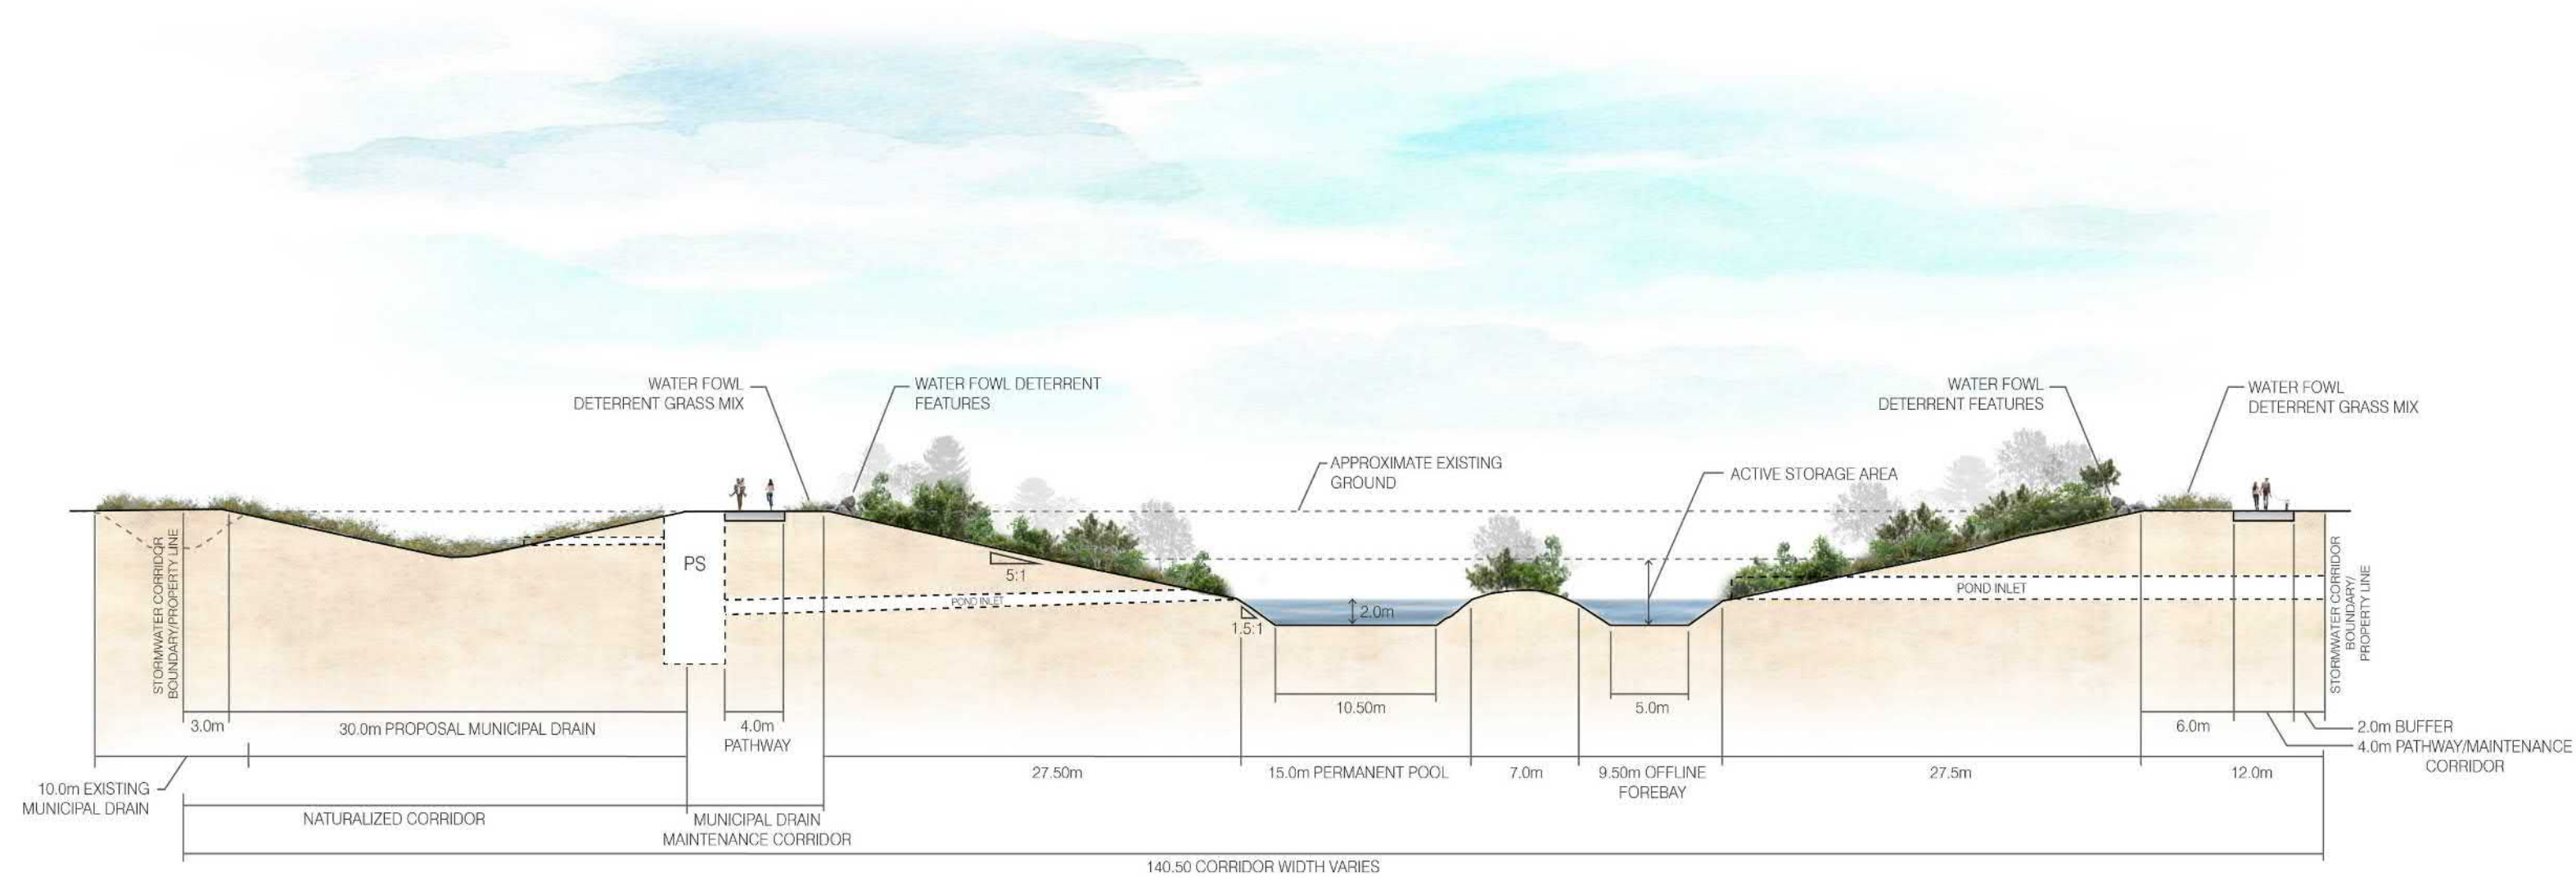 WATER FOWL
DETERRENT GRASS MIX
WATER FOWL DETERRENT
FEATURES
WATER FOWL
DETERRENT FEATURES
WATER FOWL
DETERRENT GRASS MIX
APPROXIMATE EXISTING
GROUND
ACTIVE STORAGE AREA
STORMWATER CORRIDOR
BOUNDARY/PROPERTY LINE
PS
5:1
POND INLET
1.5:1
2.0m
POND INLET
STORMWATER CORRIDOR
BOUNDARY/
PROPERTY LINE
3.0m
30.0m PROPOSAL MUNICIPAL DRAIN
4.0m
PATHWAY
10.50m
5.0m
6.0m
2.0m BUFFER
4.0m PATHWAY/MAINTENANCE
CORRIDOR
10.0m EXISTING
MUNICIPAL DRAIN
27.50m
15.0m PERMANENT POOL
7.0m
9.50m OFFLINE
FOREBAY
27.5m
12.0m
NATURALIZED CORRIDOR
MUNICIPAL DRAIN
MAINTENANCE CORRIDOR
140.50 CORRIDOR WIDTH VARIES